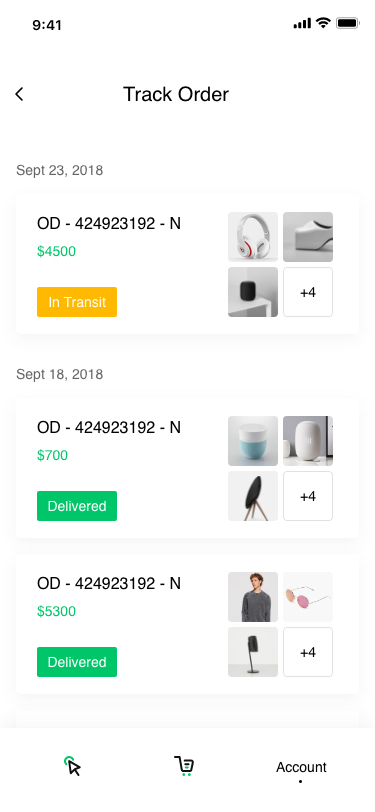 9:41
Track Order
Sept 23, 2018
OD - 424923192 - N
$4500
In Transit
+4
Sept 18, 2018
OD - 424923192 - N
$700
Delivered
+4
OD - 424923192 - N
$5300
Delivered
+4
Account